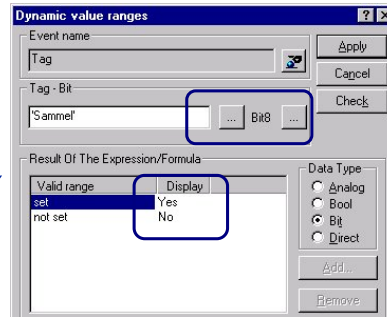 Dynamic value ranges
Event name
Tag
Apply
Cancel
Tag - Bit
'Sammel'
...
Bit8
...
Check
Result Of The Expression/Formula
Valid range Display
set Yes
not set No
Data Type
Analog
Bool
Bit
Direct
Add...
Remove